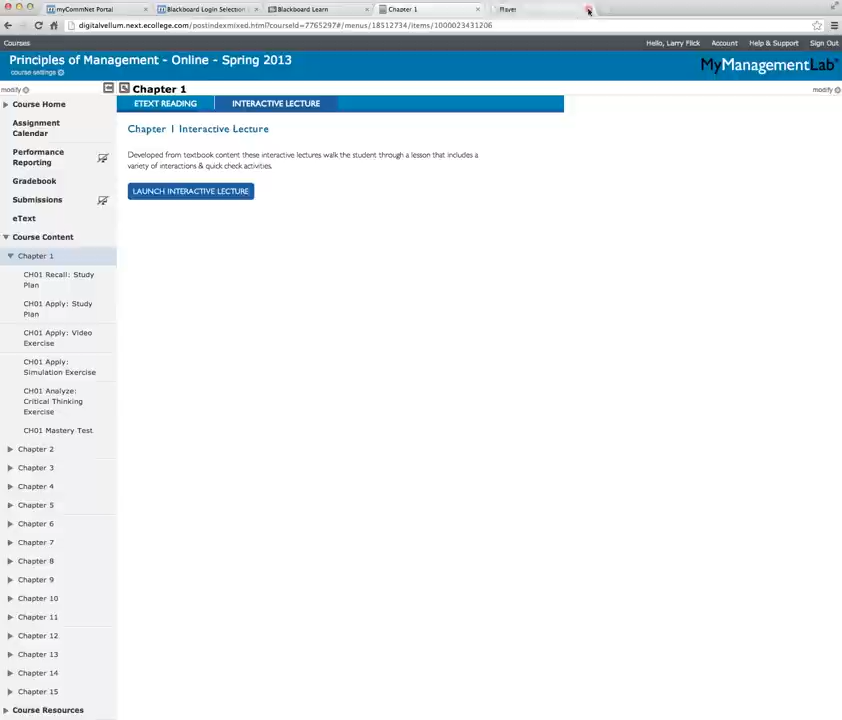 myCommNet Portal
Blackboard Login Selection
Blackboard Learn
Chapter 1
Player
digitalvellum.next.ecollege.com/postindexmixed.html?courseId=7765297#/menus/18512734/items/1000023431206
Courses
Hello, Larry Flick
Account
Help & Support
Sign Out
Principles of Management - Online - Spring 2013
course settings
MyManagementLab
modify
Chapter 1
modify
ETEXT READING
INTERACTIVE LECTURE
Chapter 1 Interactive Lecture
Developed from textbook content these interactive lectures walk the student through a lesson that includes a
variety of interactions & quick check activities.
LAUNCH INTERACTIVE LECTURE
Course Home
Assignment
Calendar
Performance
Reporting
Gradebook
Submissions
eText
Course Content
Chapter 1
CH01 Recall: Study
Plan
CH01 Apply: Study
Plan
CH01 Apply: Video
Exercise
CH01 Apply:
Simulation Exercise
CH01 Analyze:
Critical Thinking
Exercise
CH01 Mastery Test
Chapter 2
Chapter 3
Chapter 4
Chapter 5
Chapter 6
Chapter 7
Chapter 8
Chapter 9
Chapter 10
Chapter 11
Chapter 12
Chapter 13
Chapter 14
Chapter 15
Course Resources